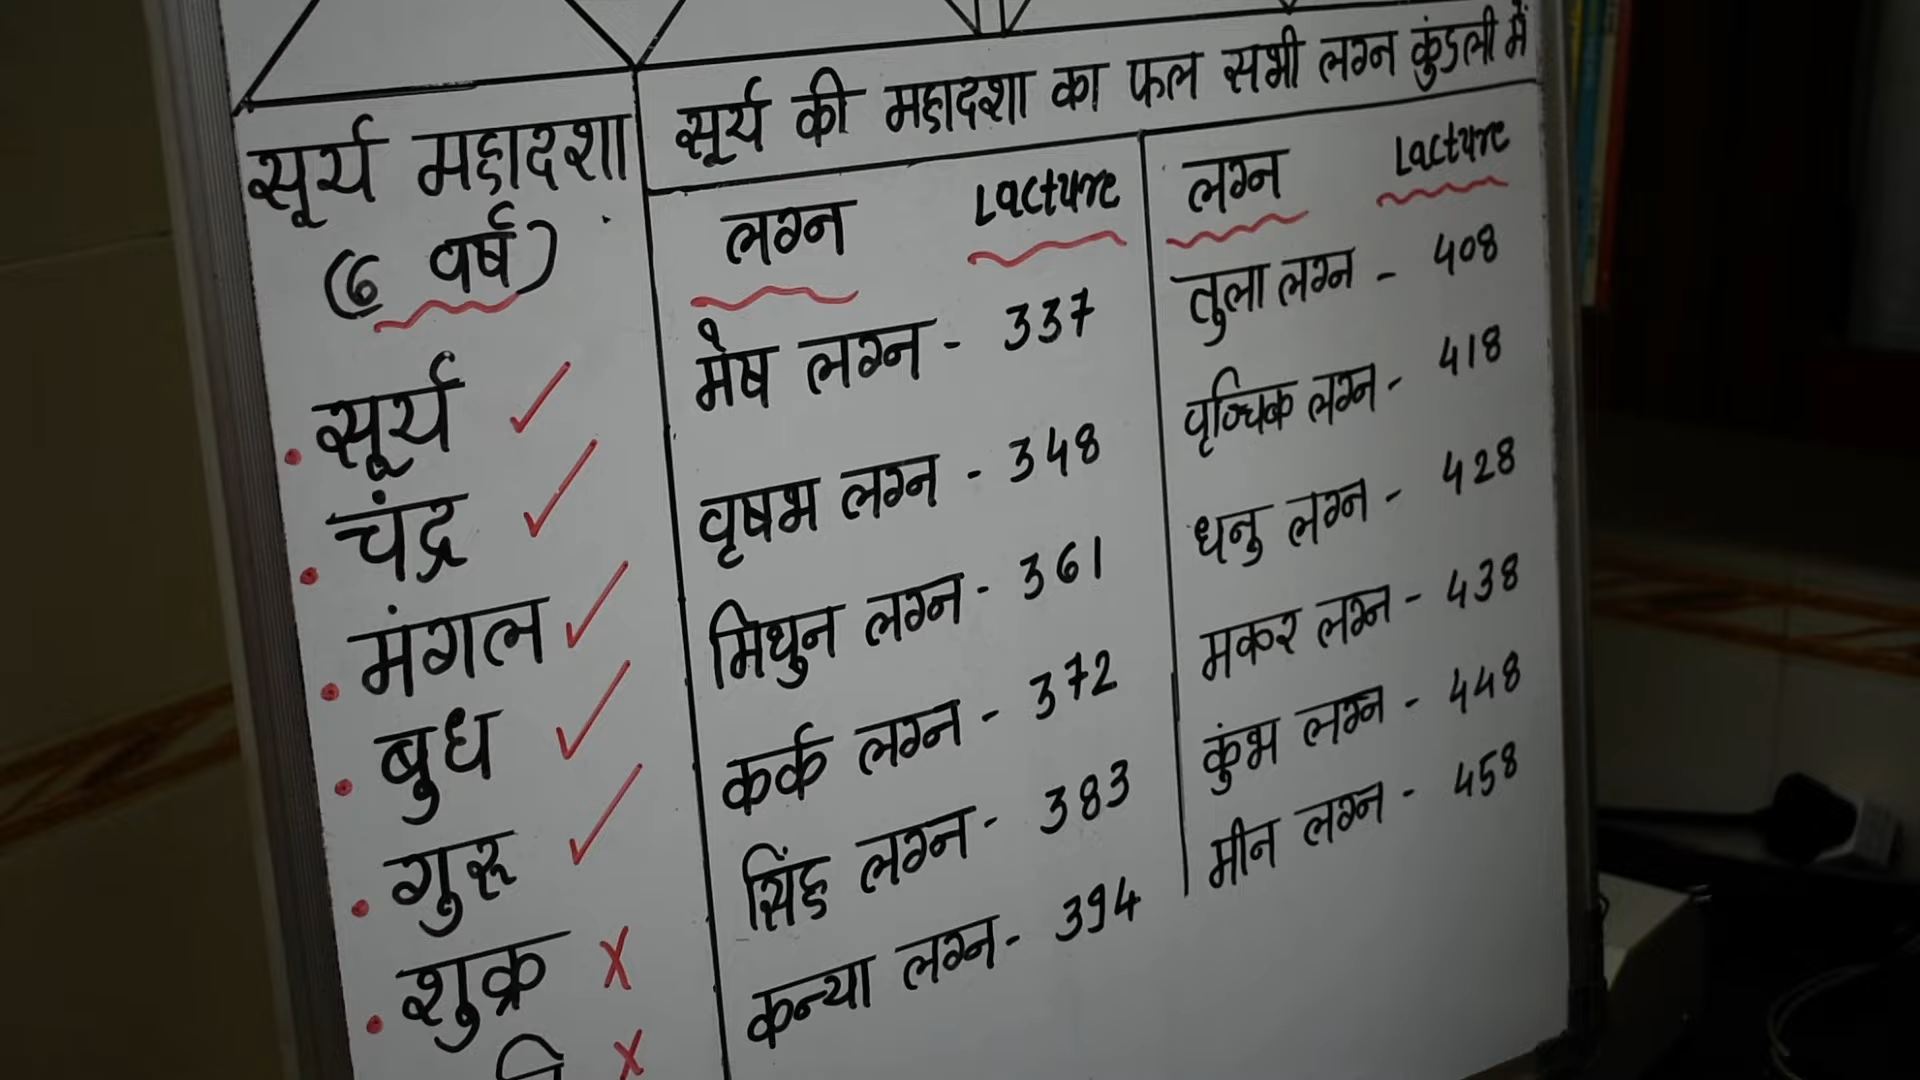 सूर्य महादशा
(6 वर्ष)
सूर्य ✓
चंद्र ✓
मंगल ✓
बुध ✓
गुरू ✓
शुक्र x
x
सूर्य की महादशा का फल सभी लग्न कुंडली में
लग्न Lacture
मेष लग्न - 337
वृषभ लग्न - 348
मिथुन लग्न - 361
कर्क लग्न - 372
सिंह लग्न - 383
कन्या लग्न - 394
लग्न Lacture
तुला लग्न - 408
वृश्चिक लग्न - 418
धनु लग्न - 428
मकर लग्न - 438
कुंभ लग्न - 448
मीन लग्न - 458